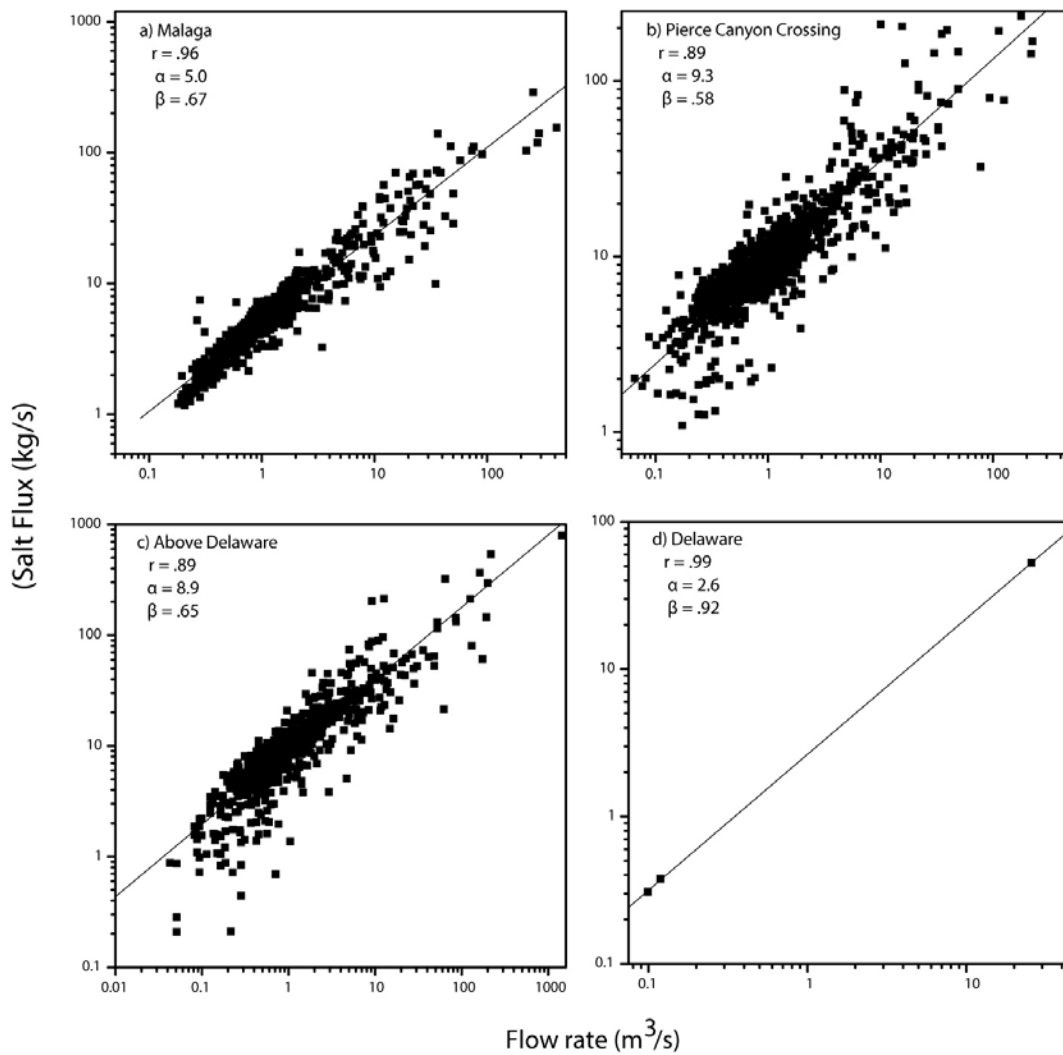 a) Malaga
r = .96
α = 5.0
β = .67
1000
100
10
1
0.1 1 10 100
b) Pierce Canyon Crossing
r = .89
α = 9.3
β = .58
100
10
1
0.1 1 10 100
(Salt Flux (kg/s)
c) Above Delaware
r = .89
α = 8.9
β = .65
1000
100
10
1
0.1
0.01 0.1 1 10 100 1000
d) Delaware
r = .99
α = 2.6
β = .92
100
10
1
0.1
0.1 1 10
Flow rate (m³/s)